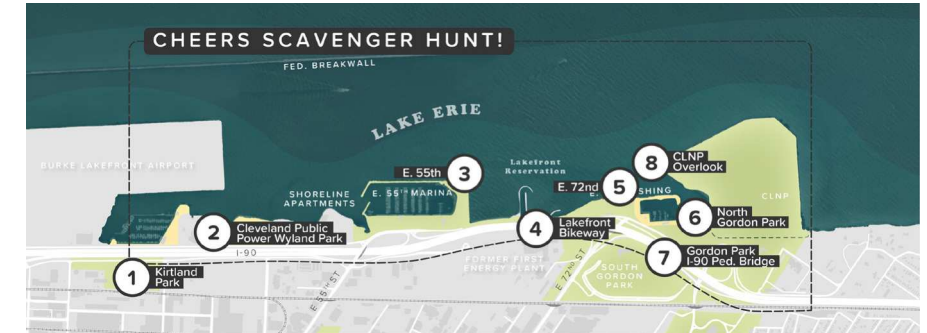 CHEERS SCAVENGER HUNT!
FED. BREAKWALL
LAKE ERIE
BURKE LAKEFRONT AIRPORT
SHORELINE
APARTMENTS
E. 55th
3
E. 55TH MARINA
Lakefront
Reservation
E. 72nd
5
FISHING
8
CLNP
Overlook
CLNP
6
North
Gordon Park
2
Cleveland Public
Power Wyland Park
I-90
4
Lakefront
Bikeway
7
Gordon Park
I-90 Ped. Bridge
1
Kirtland
Park
E. 55TH ST
FORMER FIRST
ENERGY PLANT
E. 72ND ST
SOUTH
GORDON
PARK